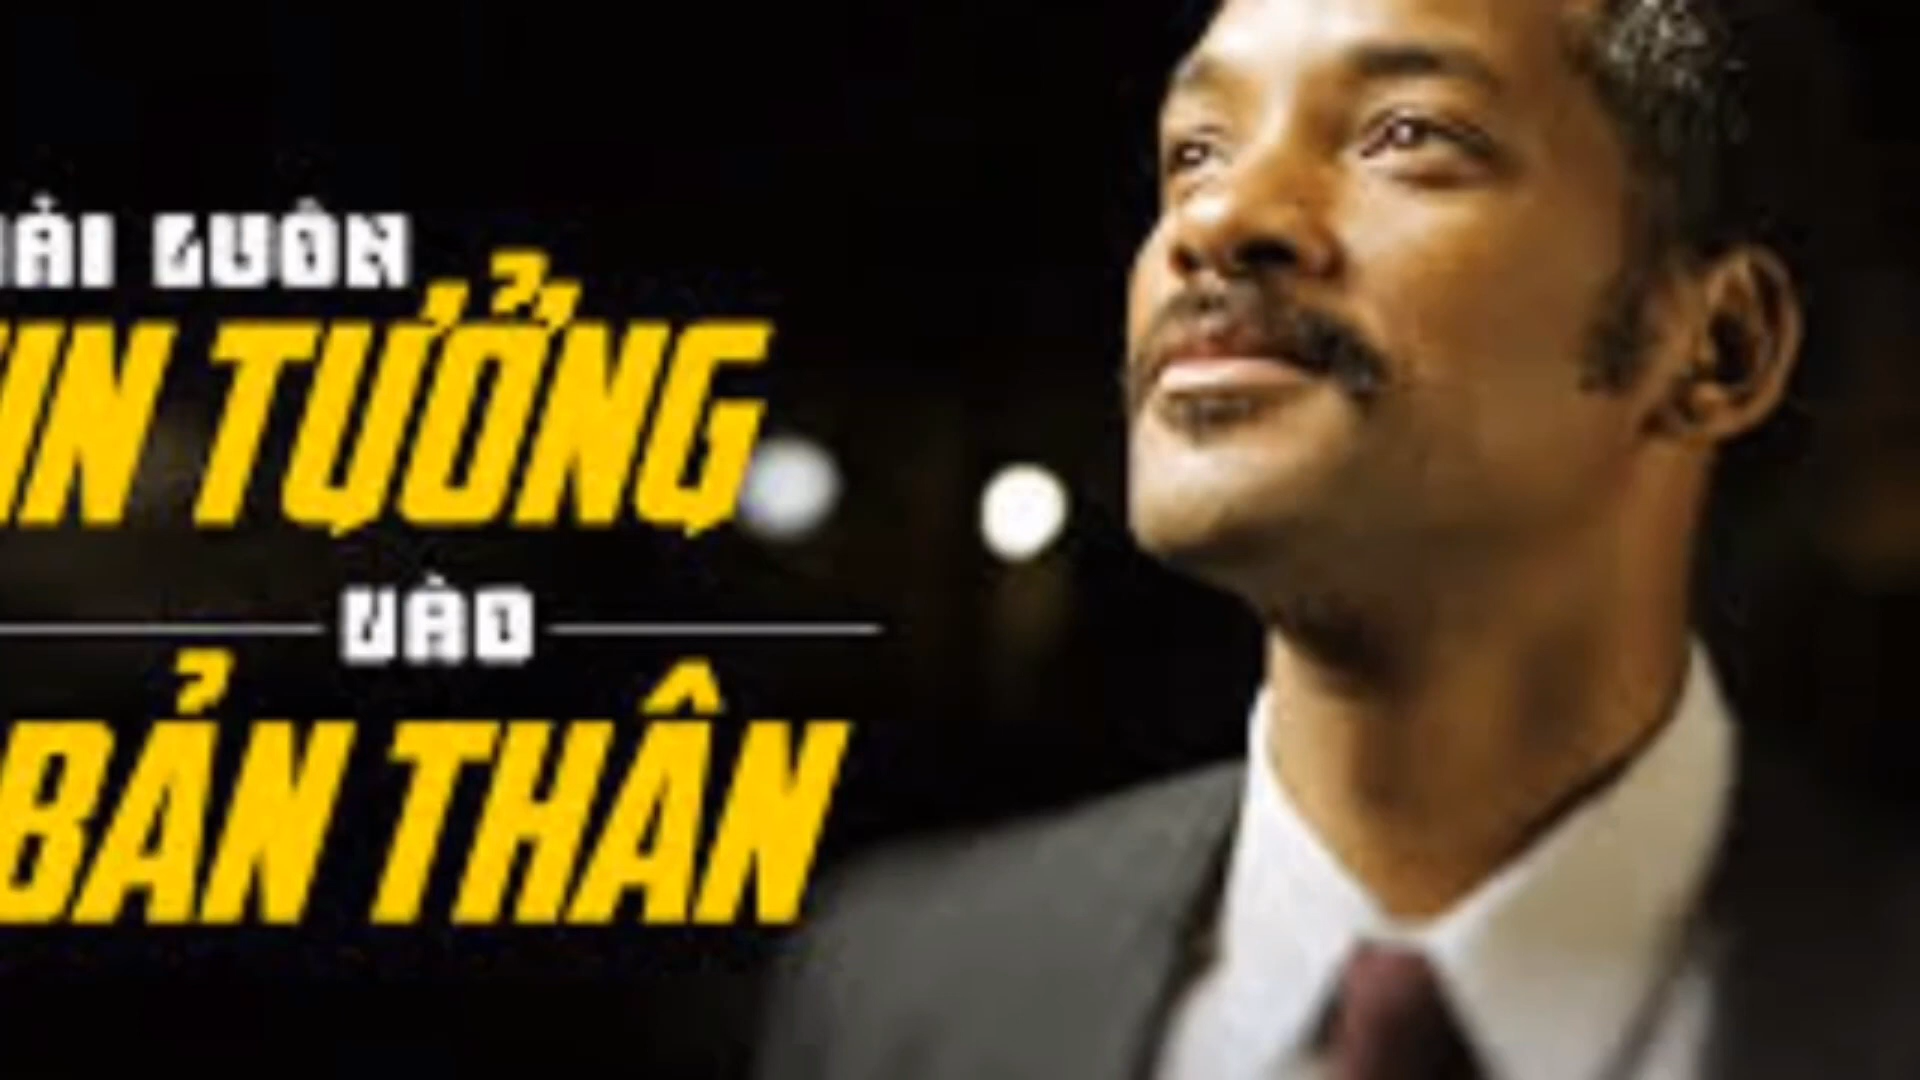 ẢI LUÔN
IN TƯỞNG
VÀO
BẢN THÂN